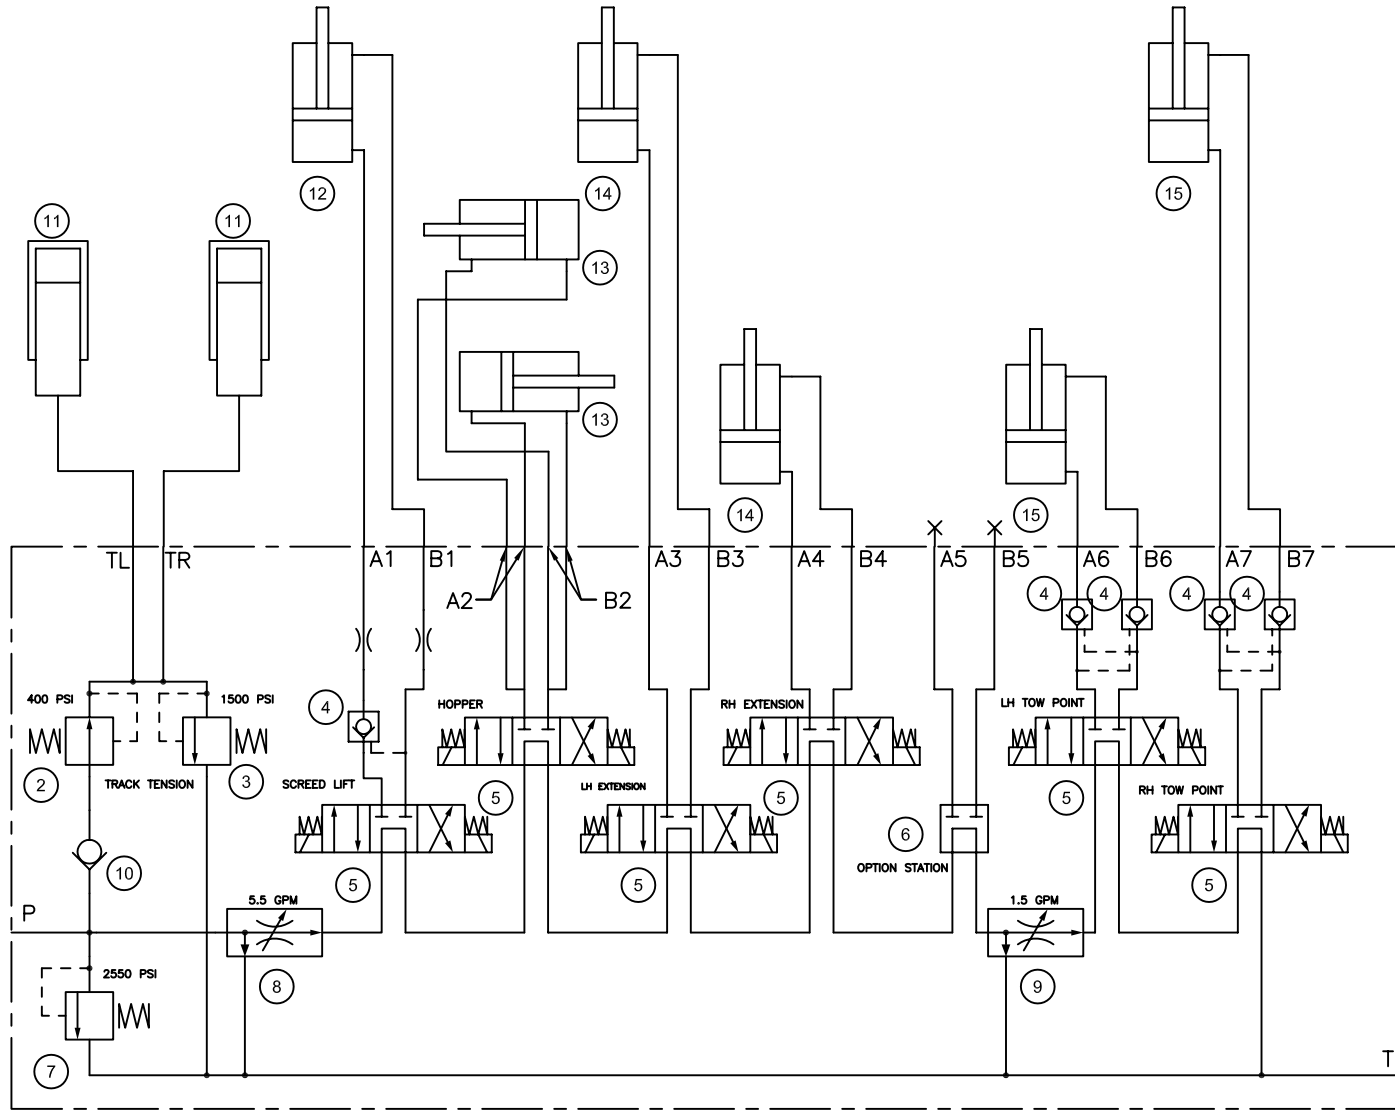 12
14
15
11
11
13
13
14
15
TL
TR
A1
B1
A2
B2
A3
B3
A4
B4
A5
B5
A6
B6
A7
B7
4
4
4
4
400 PSI
1500 PSI
4
HOPPER
RH EXTENSION
LH TOW POINT
2
TRACK TENSION
3
SCREED LIFT
5
LH EXTENSION
5
5
RH TOW POINT
6
OPTION STATION
10
5
5
5
P
5.5 GPM
1.5 GPM
2550 PSI
8
9
7
T